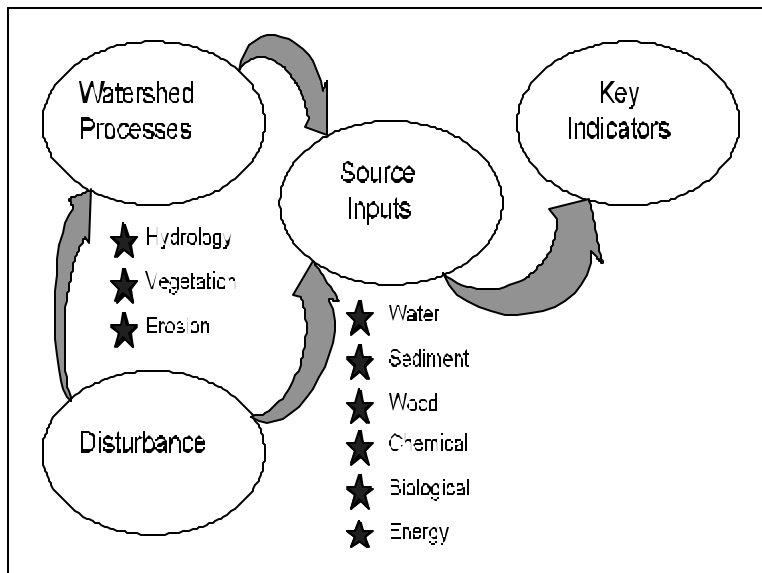 Watershed
Processes
Hydrology
Vegetation
Erosion
Disturbance
Source
Inputs
Water
Sediment
Wood
Chemical
Biological
Energy
Key
Indicators